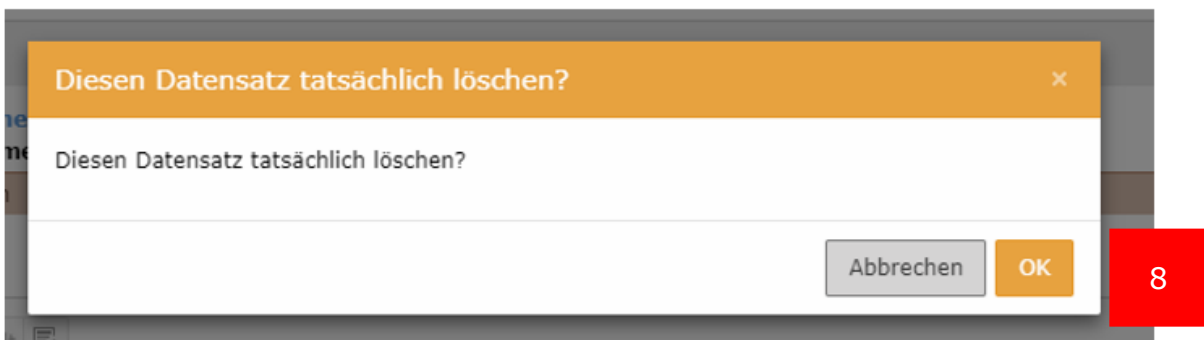 Diesen Datensatz tatsächlich löschen? ×
Diesen Datensatz tatsächlich löschen?
Abbrechen OK
8